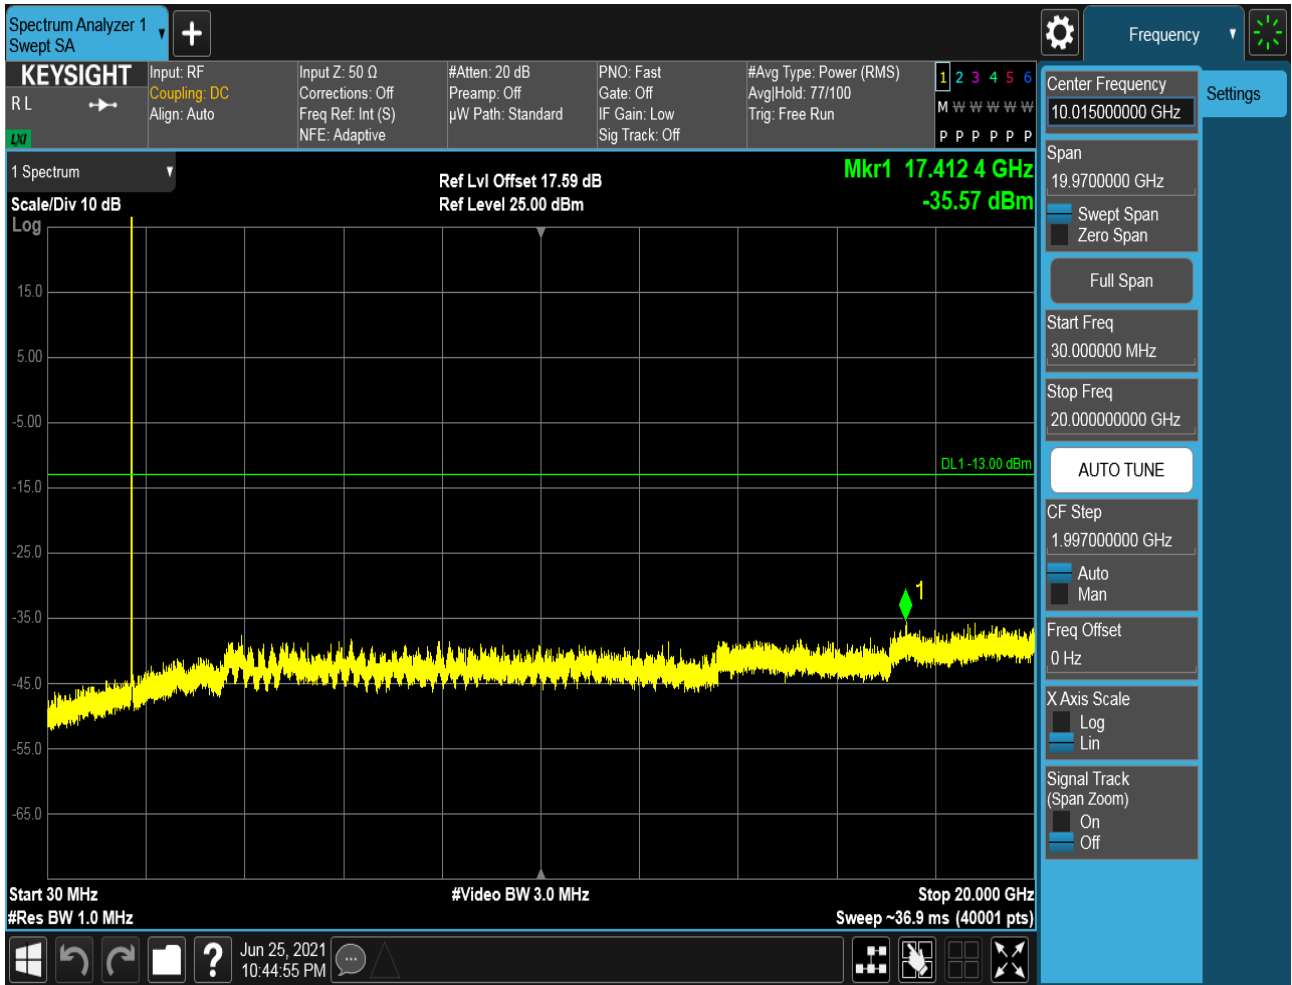 Spectrum Analyzer 1
Swept SA
Frequency
KEYSIGHT
R L
LXI
Input: RF
Coupling: DC
Align: Auto
Input Z: 50 Ω
Corrections: Off
Freq Ref: Int (S)
NFE: Adaptive
#Atten: 20 dB
Preamp: Off
µW Path: Standard
PNO: Fast
Gate: Off
IF Gain: Low
Sig Track: Off
#Avg Type: Power (RMS)
Avg|Hold: 77/100
Trig: Free Run
1 2 3 4 5 6
M W W W W W
P P P P P P
1 Spectrum
Scale/Div 10 dB
Log
Ref Lvl Offset 17.59 dB
Ref Level 25.00 dBm
Mkr1 17.412 4 GHz
-35.57 dBm
15.0
5.00
-5.00
-15.0
-25.0
-35.0
-45.0
-55.0
-65.0
DL1 -13.00 dBm
1
Start 30 MHz
#Res BW 1.0 MHz
#Video BW 3.0 MHz
Stop 20.000 GHz
Sweep ~36.9 ms (40001 pts)
Center Frequency
10.015000000 GHz
Settings
Span
19.9700000 GHz
Swept Span
Zero Span
Full Span
Start Freq
30.000000 MHz
Stop Freq
20.000000000 GHz
AUTO TUNE
CF Step
1.997000000 GHz
Auto
Man
Freq Offset
0 Hz
X Axis Scale
Log
Lin
Signal Track
(Span Zoom)
On
Off
?
Jun 25, 2021
10:44:55 PM